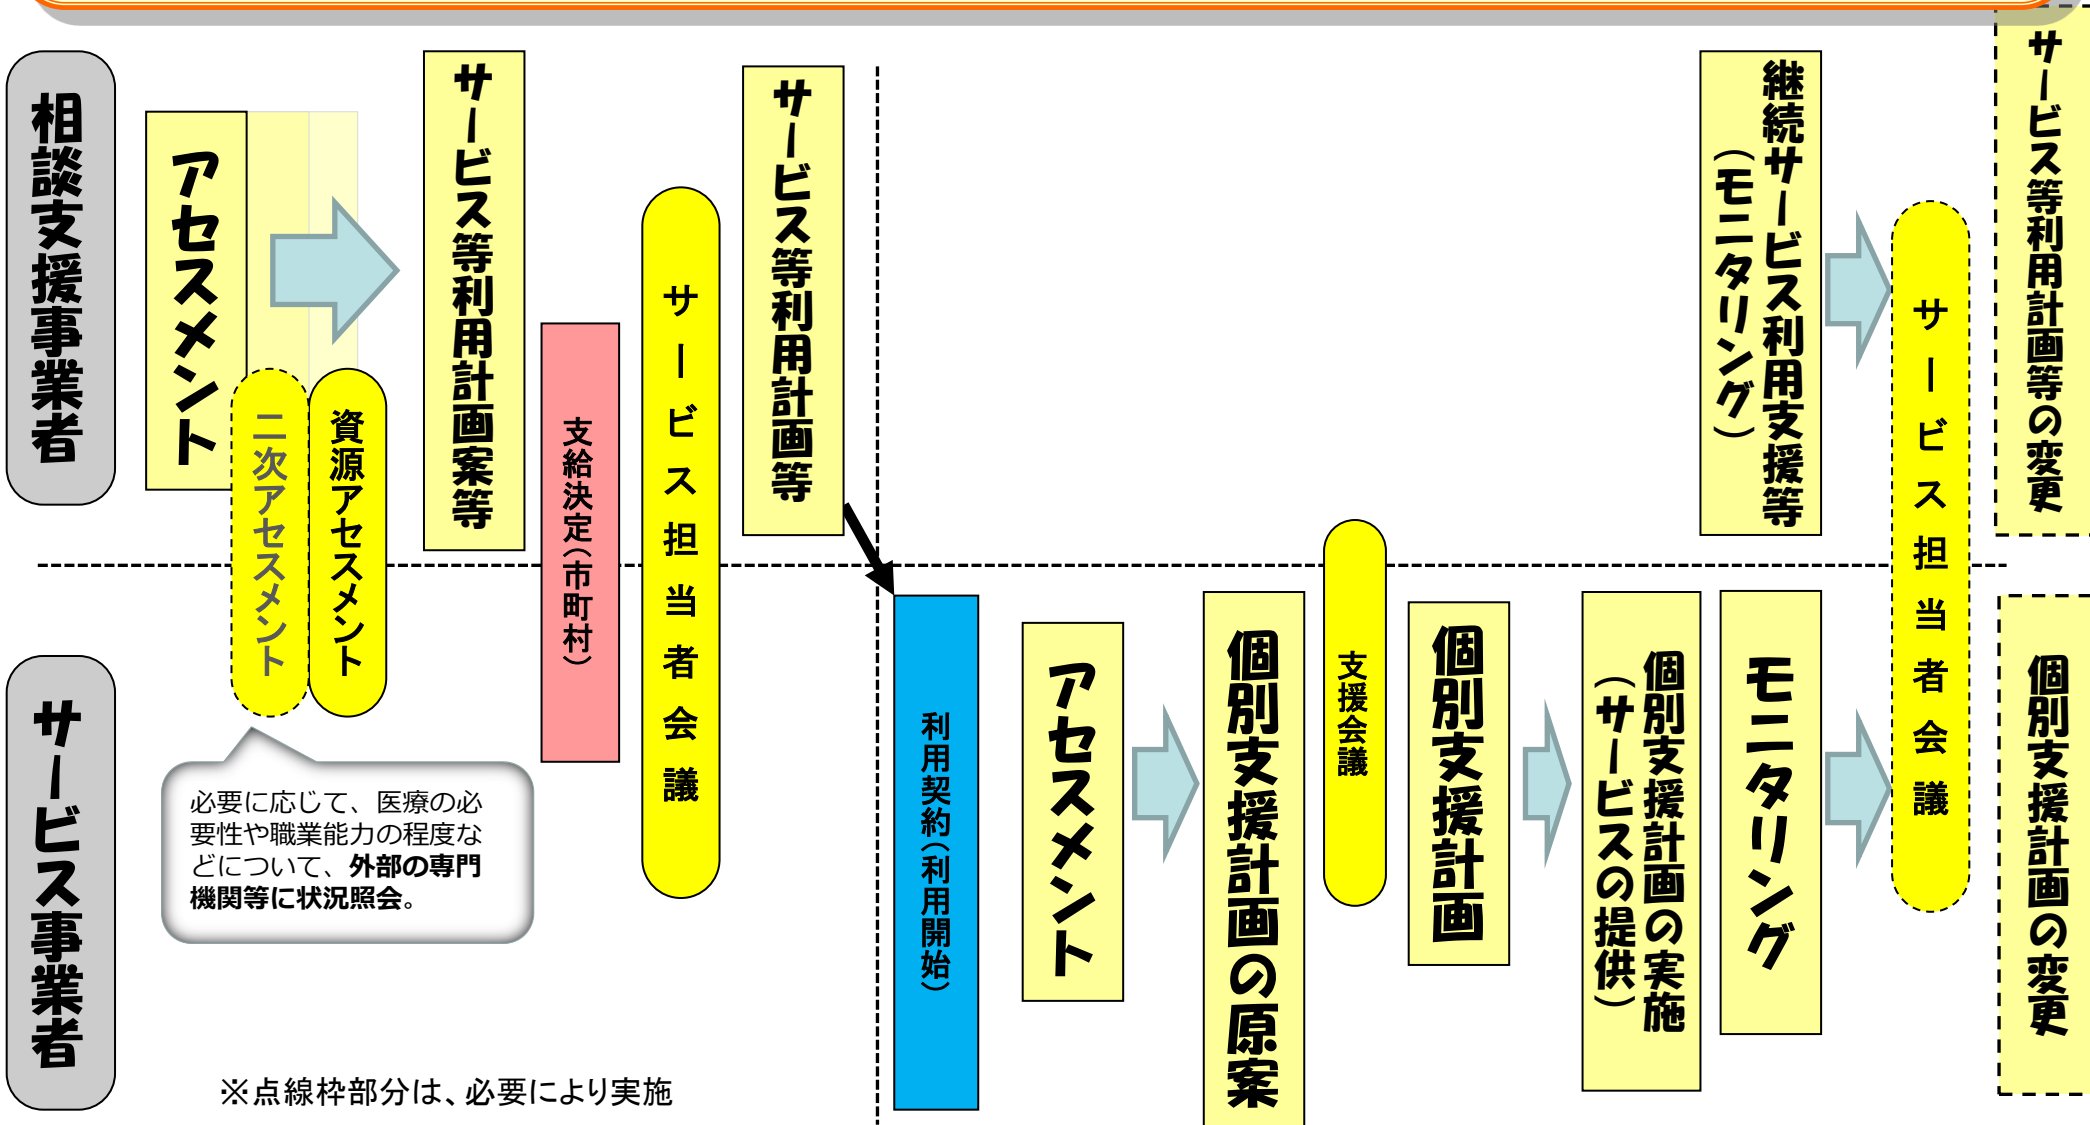 相談支援事業者
アセスメント
二次アセスメント
資源アセスメント
サービス等利用計画案等
支給決定（市町村）
サービス担当者会議
サービス等利用計画等
継続サービス利用支援等
（モニタリング）
サービス担当者会議
サービス等利用計画等の変更
サービス事業者
必要に応じて、医療の必
要性や職業能力の程度な
どについて、外部の専門
機関等に状況照会。
利用契約（利用開始）
アセスメント
個別支援計画の原案
支援会議
個別支援計画
個別支援計画の実施
（サービスの提供）
モニタリング
個別支援計画の変更
※点線枠部分は、必要により実施